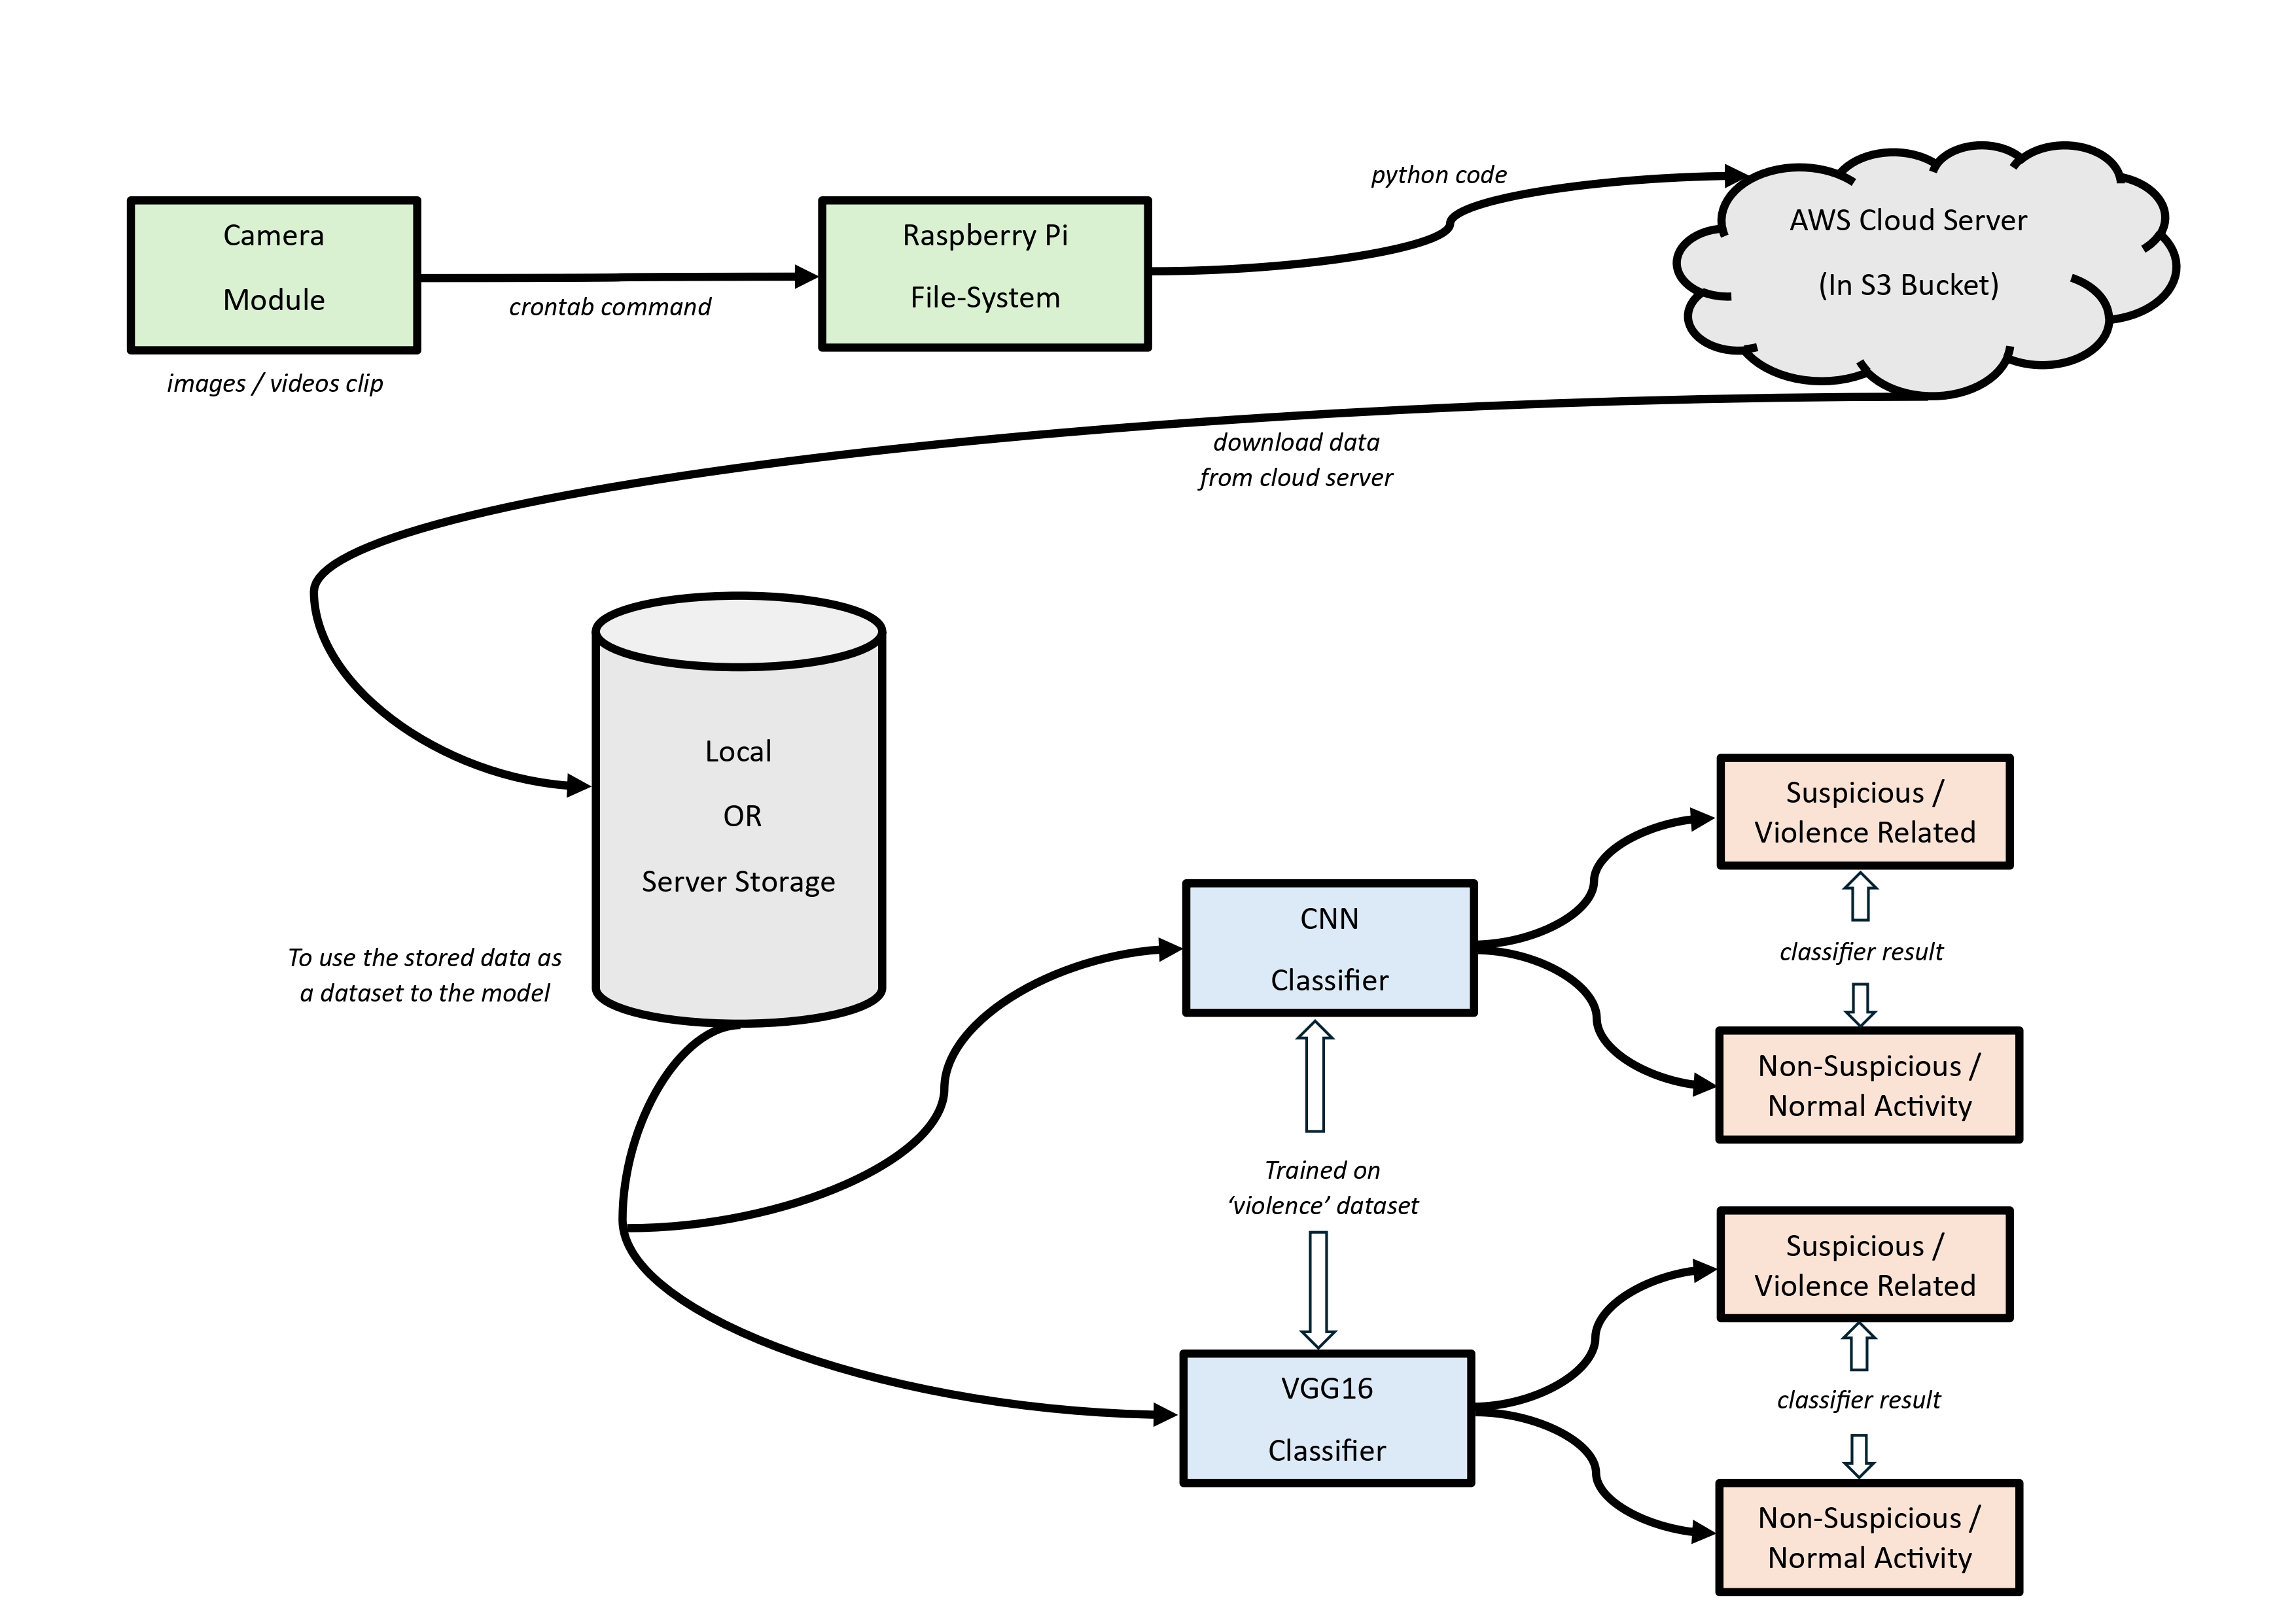 Camera
Module
images / videos clip
crontab command
Raspberry Pi
File-System
python code
AWS Cloud Server
(In S3 Bucket)
download data
from cloud server
Local
OR
Server Storage
To use the stored data as
a dataset to the model
CNN
Classifier
Trained on
‘violence’ dataset
VGG16
Classifier
Suspicious /
Violence Related
classifier result
Non-Suspicious /
Normal Activity
Suspicious /
Violence Related
classifier result
Non-Suspicious /
Normal Activity